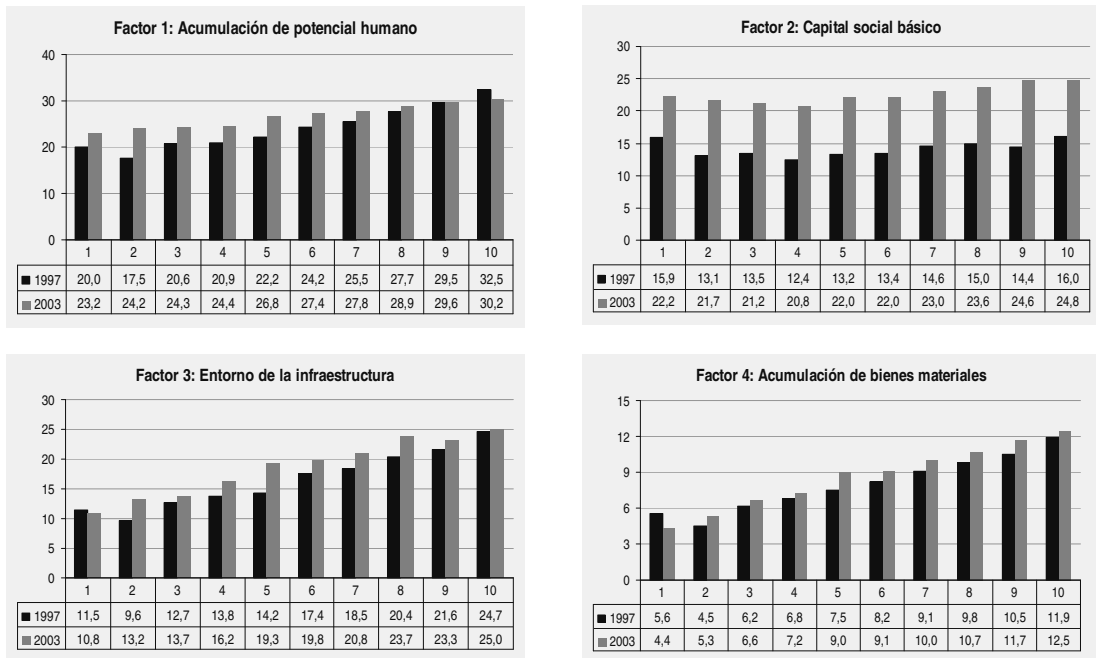 Factor 1: Acumulación de potencial humano
40
30
20
10
0
1 2 3 4 5 6 7 8 9 10
1997 20,0 17,5 20,6 20,9 22,2 24,2 25,5 27,7 29,5 32,5
2003 23,2 24,2 24,3 24,4 26,8 27,4 27,8 28,9 29,6 30,2
Factor 2: Capital social básico
30
25
20
15
10
5
0
1 2 3 4 5 6 7 8 9 10
1997 15,9 13,1 13,5 12,4 13,2 13,4 14,6 15,0 14,4 16,0
2003 22,2 21,7 21,2 20,8 22,0 22,0 23,0 23,6 24,6 24,8
Factor 3: Entorno de la infraestructura
30
25
20
15
10
5
0
1 2 3 4 5 6 7 8 9 10
1997 11,5 9,6 12,7 13,8 14,2 17,4 18,5 20,4 21,6 24,7
2003 10,8 13,2 13,7 16,2 19,3 19,8 20,8 23,7 23,3 25,0
Factor 4: Acumulación de bienes materiales
15
12
9
6
3
0
1 2 3 4 5 6 7 8 9 10
1997 5,6 4,5 6,2 6,8 7,5 8,2 9,1 9,8 10,5 11,9
2003 4,4 5,3 6,6 7,2 9,0 9,1 10,0 10,7 11,7 12,5